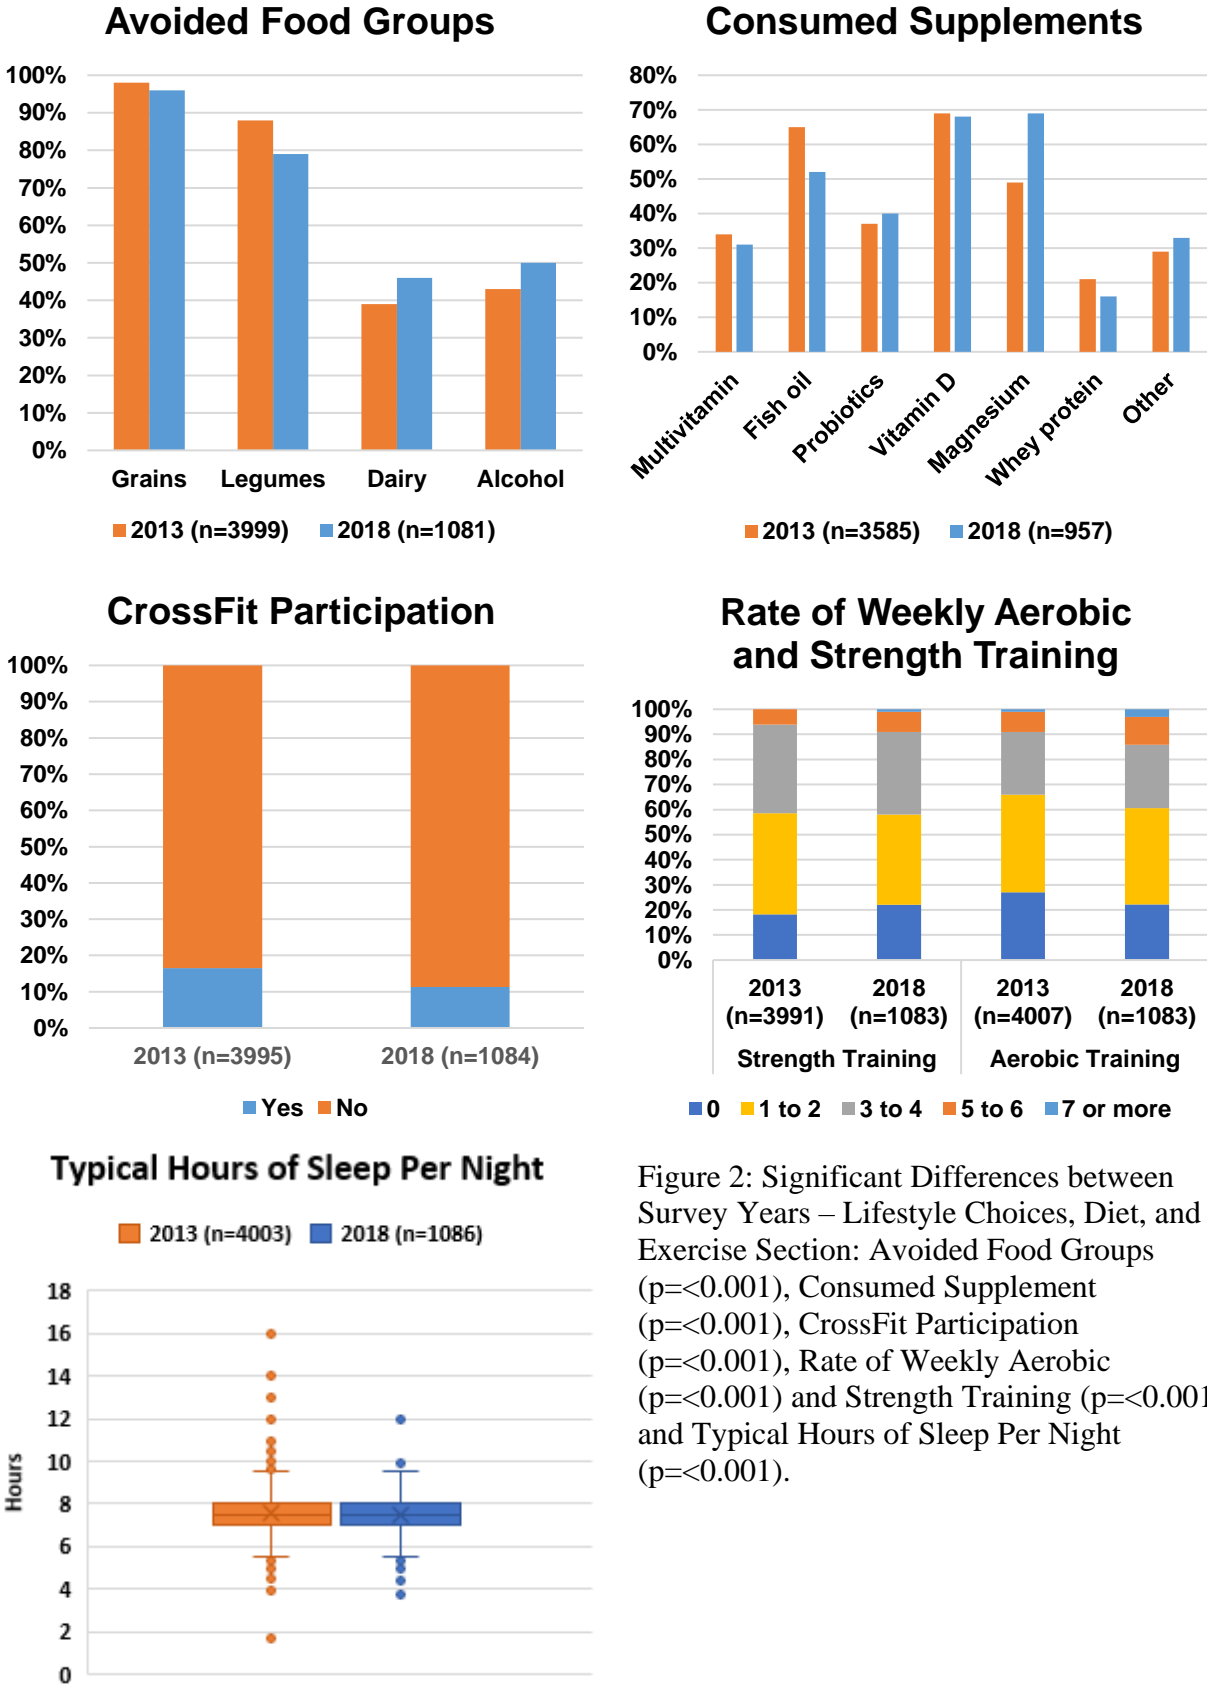 Avoided Food Groups
100%
90%
80%
70%
60%
50%
40%
30%
20%
10%
0%
Grains Legumes Dairy Alcohol
2013 (n=3999) 2018 (n=1081)
Consumed Supplements
80%
70%
60%
50%
40%
30%
20%
10%
0%
Multivitamin Fish oil Probiotics Vitamin D Magnesium Whey protein Other
2013 (n=3585) 2018 (n=957)
CrossFit Participation
100%
90%
80%
70%
60%
50%
40%
30%
20%
10%
0%
2013 (n=3995) 2018 (n=1084)
Yes No
Rate of Weekly Aerobic
and Strength Training
100%
90%
80%
70%
60%
50%
40%
30%
20%
10%
0%
2013 2018 2013 2018
(n=3991) (n=1083) (n=4007) (n=1083)
Strength Training Aerobic Training
0 1 to 2 3 to 4 5 to 6 7 or more
Typical Hours of Sleep Per Night
2013 (n=4003) 2018 (n=1086)
Hours
18
16
14
12
10
8
6
4
2
0
Figure 2: Significant Differences between
Survey Years – Lifestyle Choices, Diet, and
Exercise Section: Avoided Food Groups
(p=<0.001), Consumed Supplement
(p=<0.001), CrossFit Participation
(p=<0.001), Rate of Weekly Aerobic
(p=<0.001) and Strength Training (p=<0.001
and Typical Hours of Sleep Per Night
(p=<0.001).